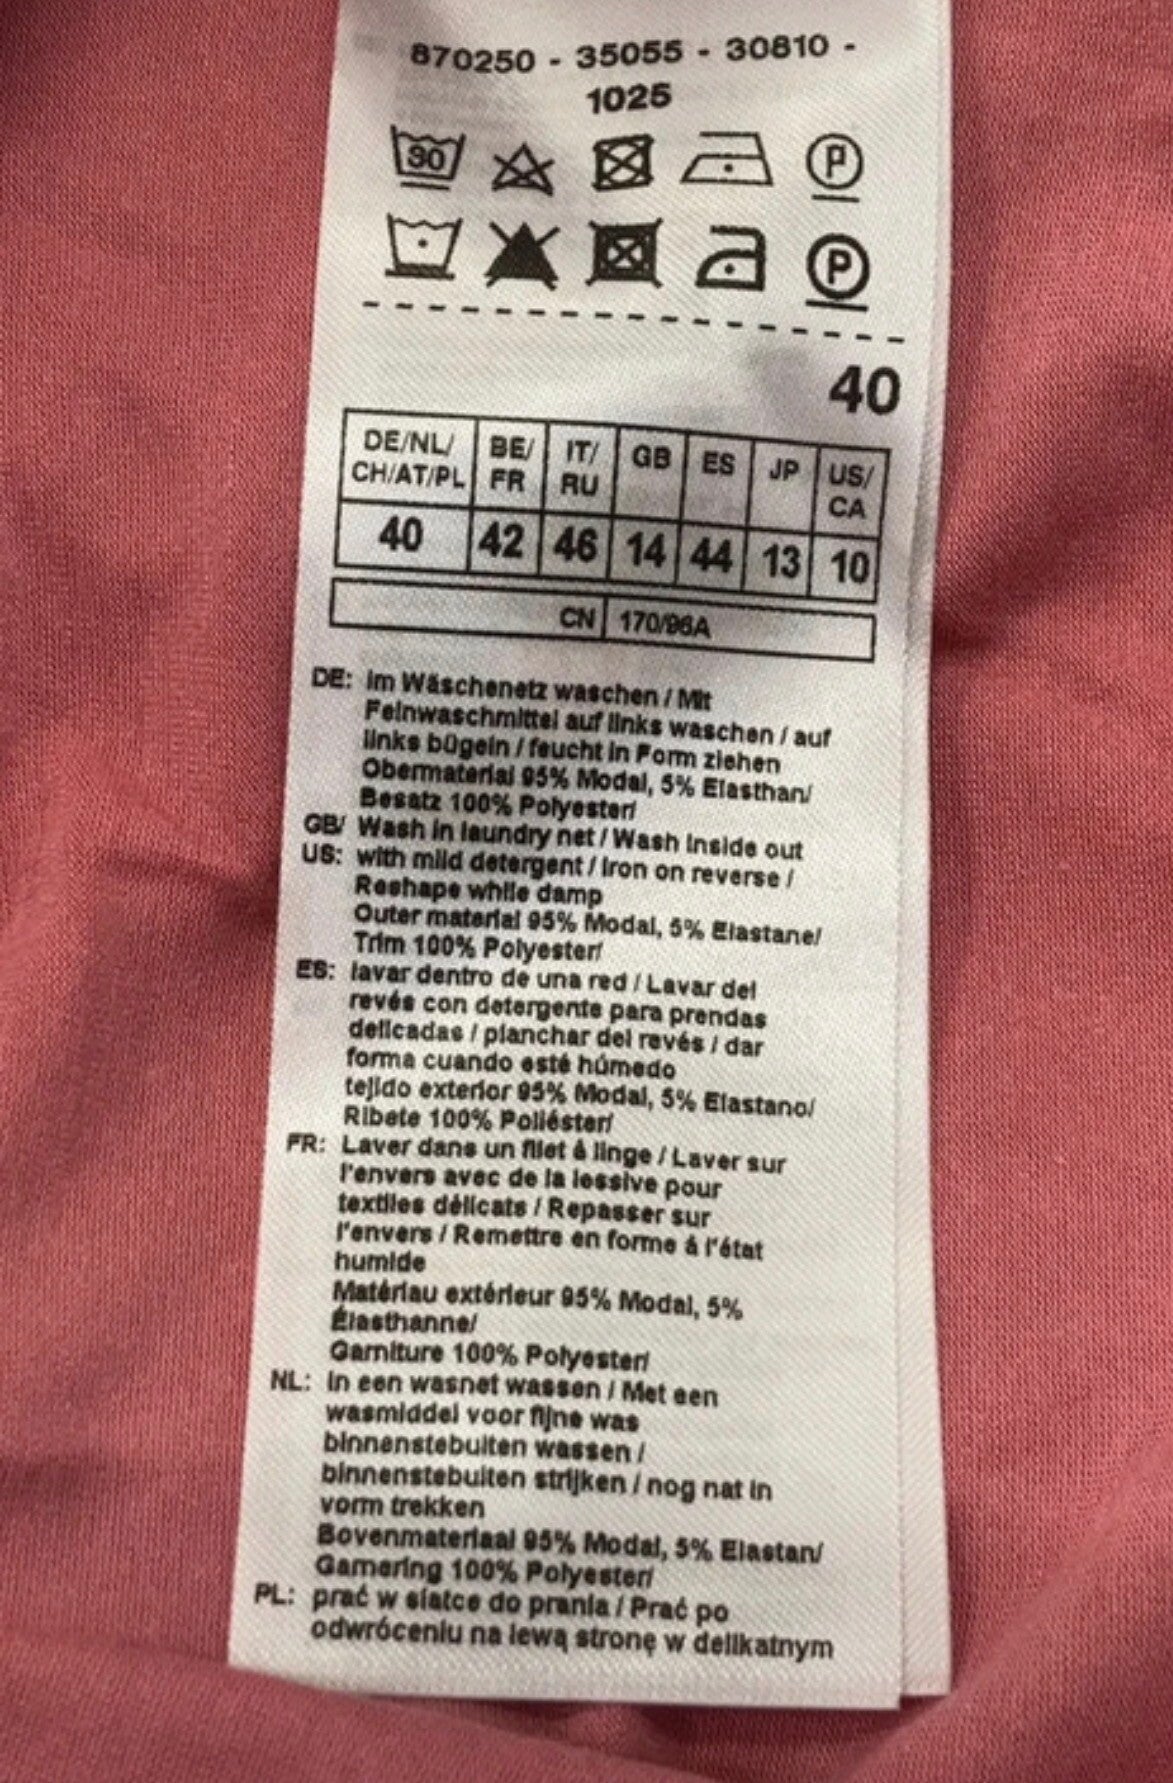 870250 - 35055 - 30810 -
1025
30 P
P
40
DE/NL/ CH/AT/PL BE/ FR IT/ RU GB ES JP US/ CA
40 42 46 14 44 13 10
CN 170/96A
DE: im Wäschenetz waschen / Mit
Feinwaschmittel auf links waschen / auf
links bügeln / feucht in Form ziehen
Obermaterial 95% Modal, 5% Elasthan/
Besatz 100% Polyester/
GB/ Wash in laundry net / Wash inside out
US: with mild detergent / Iron on reverse /
Reshape while damp
Outer material 95% Modal, 5% Elastane/
Trim 100% Polyester/
ES: lavar dentro de una red / Lavar del
revés con detergente para prendas
delicadas / planchar del revés / dar
forma cuando esté húmedo
tejido exterior 95% Modal, 5% Elastano/
Ribete 100% Poliéster/
FR: Laver dans un filet à linge / Laver sur
l'envers avec de la lessive pour
textiles délicats / Repasser sur
l'envers / Remettre en forme à l'état
humide
Matériau extérieur 95% Modal, 5%
Élasthanne/
Garniture 100% Polyester/
NL: in een wasnet wassen / Met een
wasmiddel voor fijne was
binnenstebuiten wassen /
binnenstebuiten strijken / nog nat in
vorm trekken
Bovenmateriaal 95% Modal, 5% Elastan/
Garnering 100% Polyester/
PL: prać w siatce do prania / Prać po
odwróceniu na lewą stronę w delikatnym